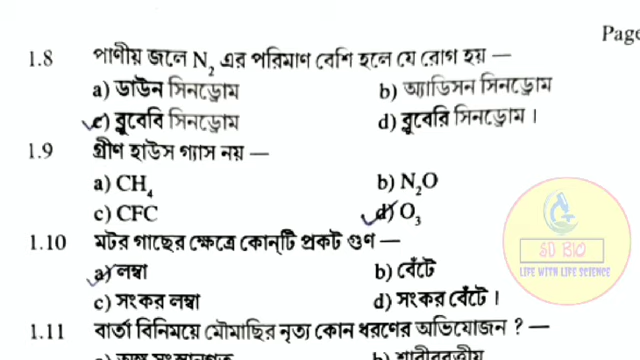 Page
1.8 পাণীয় জলে N₂ এর পরিমাণ বেশি হলে যে রোগ হয় —
a) ডাউন সিনড্রোম b) অ্যাডিসন সিনড্রোম
c) ব্লুবেবি সিনড্রোম d) ব্লুবেরি সিনড্রোম ।
1.9 গ্রীণ হাউস গ্যাস নয় —
a) CH₄ b) N₂O
c) CFC d) O₃
1.10 মটর গাছের ক্ষেত্রে কোন্‌টি প্রকট গুণ —
a) লম্বা b) বেঁটে
c) সংকর লম্বা d) সংকর বেঁটে ।
SD BIO
LIFE WITH LIFE SCIENCE
1.11 বার্তা বিনিময়ে মৌমাছির নৃত্য কোন ধরণের অভিযোজন ? —
b) শারীরবৃত্তীয়